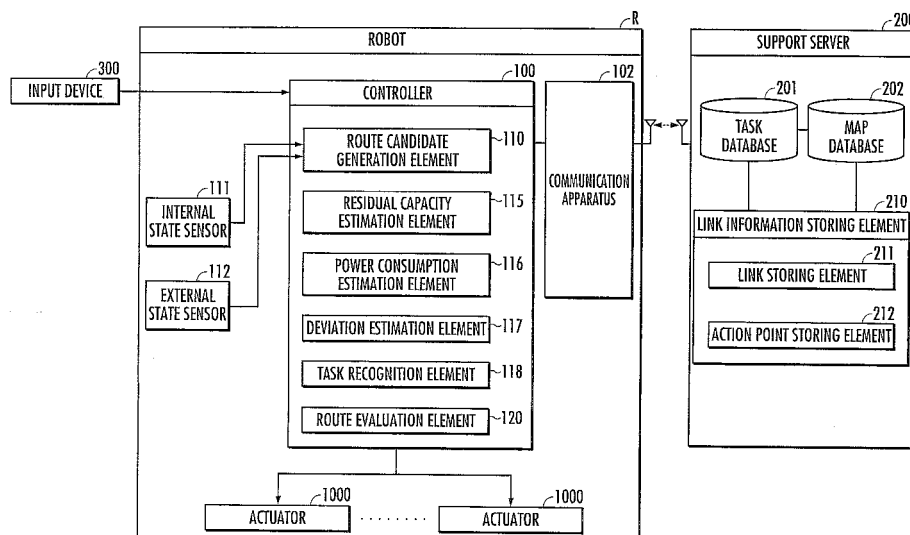 R
ROBOT
200
SUPPORT SERVER
300
INPUT DEVICE
100
CONTROLLER
102
COMMUNICATION
APPARATUS
201
TASK
DATABASE
202
MAP
DATABASE
ROUTE CANDIDATE
GENERATION ELEMENT
110
111
INTERNAL
STATE SENSOR
RESIDUAL CAPACITY
ESTIMATION ELEMENT
115
112
EXTERNAL
STATE SENSOR
POWER CONSUMPTION
ESTIMATION ELEMENT
116
DEVIATION ESTIMATION ELEMENT
117
TASK RECOGNITION ELEMENT
118
ROUTE EVALUATION ELEMENT
120
210
LINK INFORMATION STORING ELEMENT
211
LINK STORING ELEMENT
212
ACTION POINT STORING ELEMENT
1000
ACTUATOR
1000
ACTUATOR